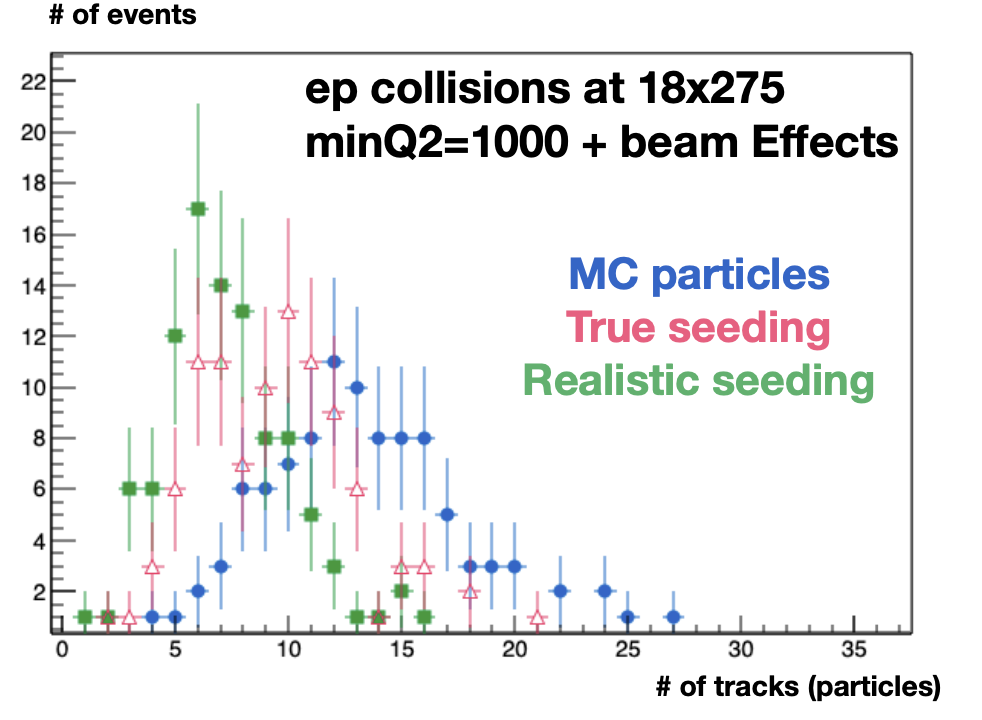 # of events
ep collisions at 18x275
minQ2=1000 + beam Effects
MC particles
True seeding
Realistic seeding
22
20
18
16
14
12
10
8
6
4
2
0 5 10 15 20 25 30 35
# of tracks (particles)